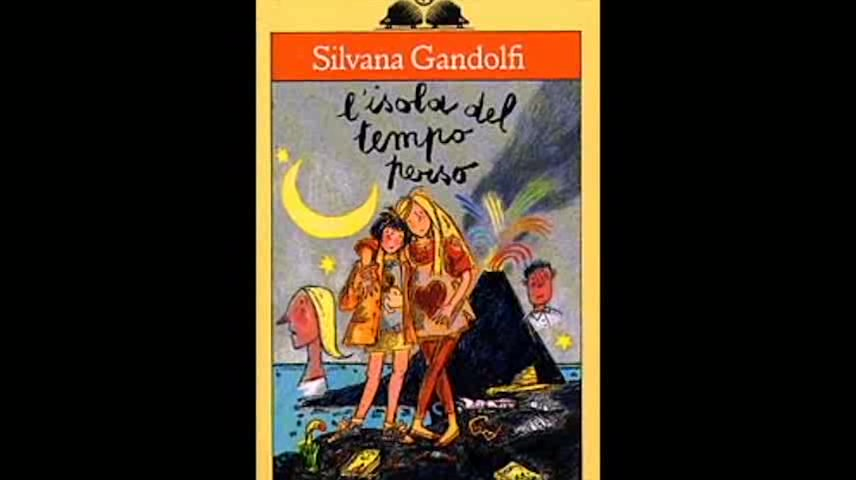 Silvana Gandolfi
l'isola del
tempo
perso